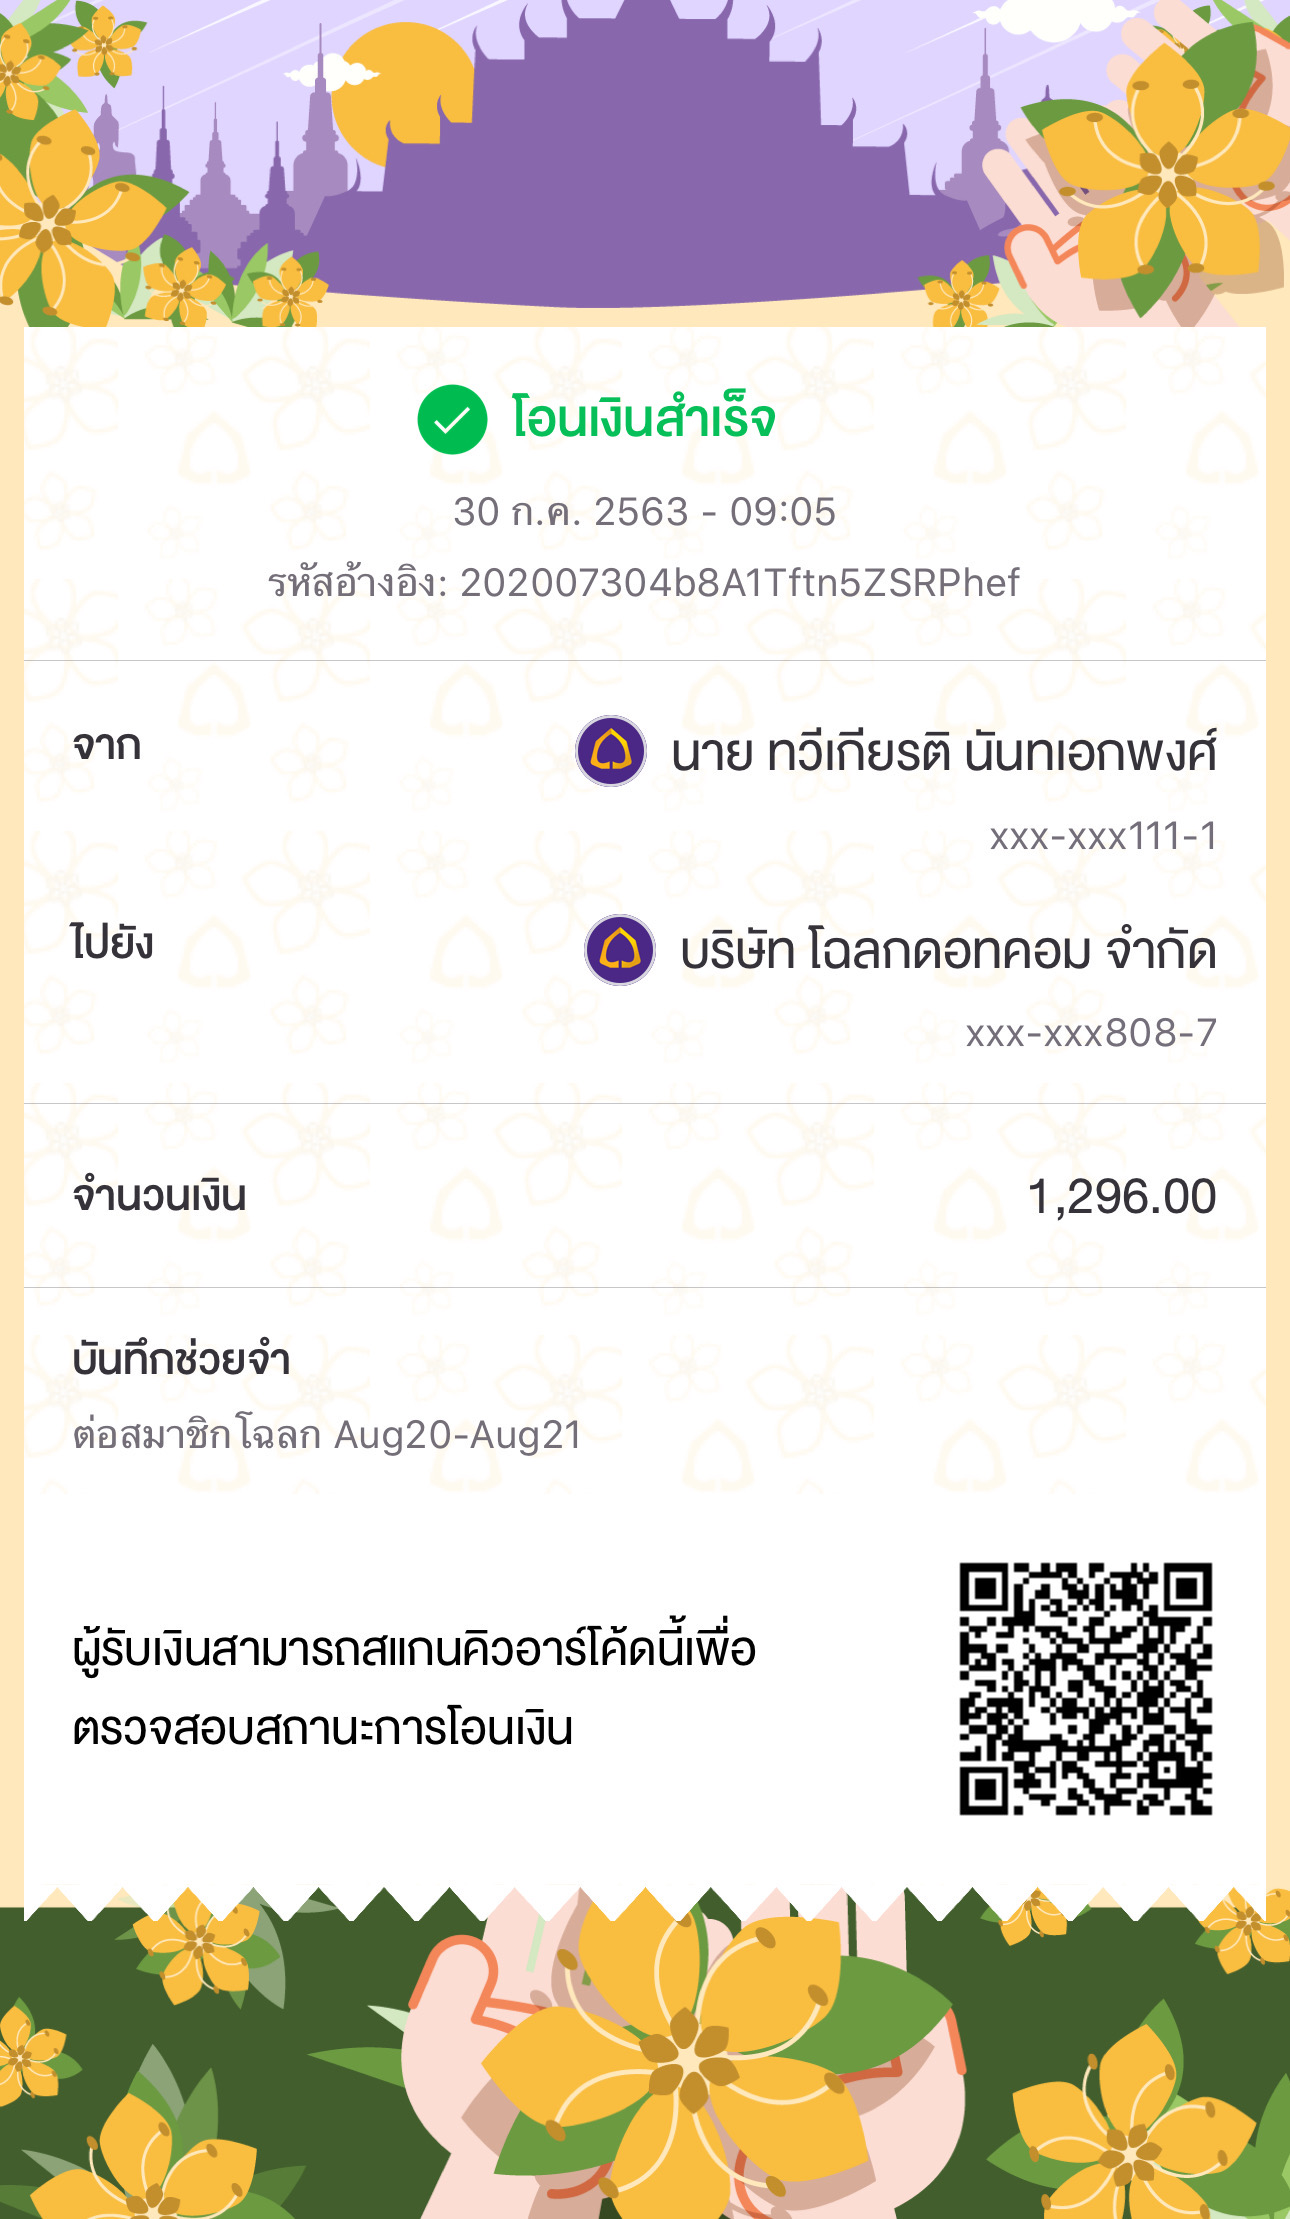 โอนเงินสำเร็จ
30 ก.ค. 2563 - 09:05
รหัสอ้างอิง: 202007304b8A1Tftn5ZSRPhef
จาก
นาย ทวีเกียรติ นันทเอกพงศ์
xxx-xxx111-1
ไปยัง
บริษัท โฉลกดอทคอม จำกัด
xxx-xxx808-7
จำนวนเงิน
1,296.00
บันทึกช่วยจำ
ต่อสมาชิกโฉลก Aug20-Aug21
ผู้รับเงินสามารถสแกนคิวอาร์โค้ดนี้เพื่อ
ตรวจสอบสถานะการโอนเงิน